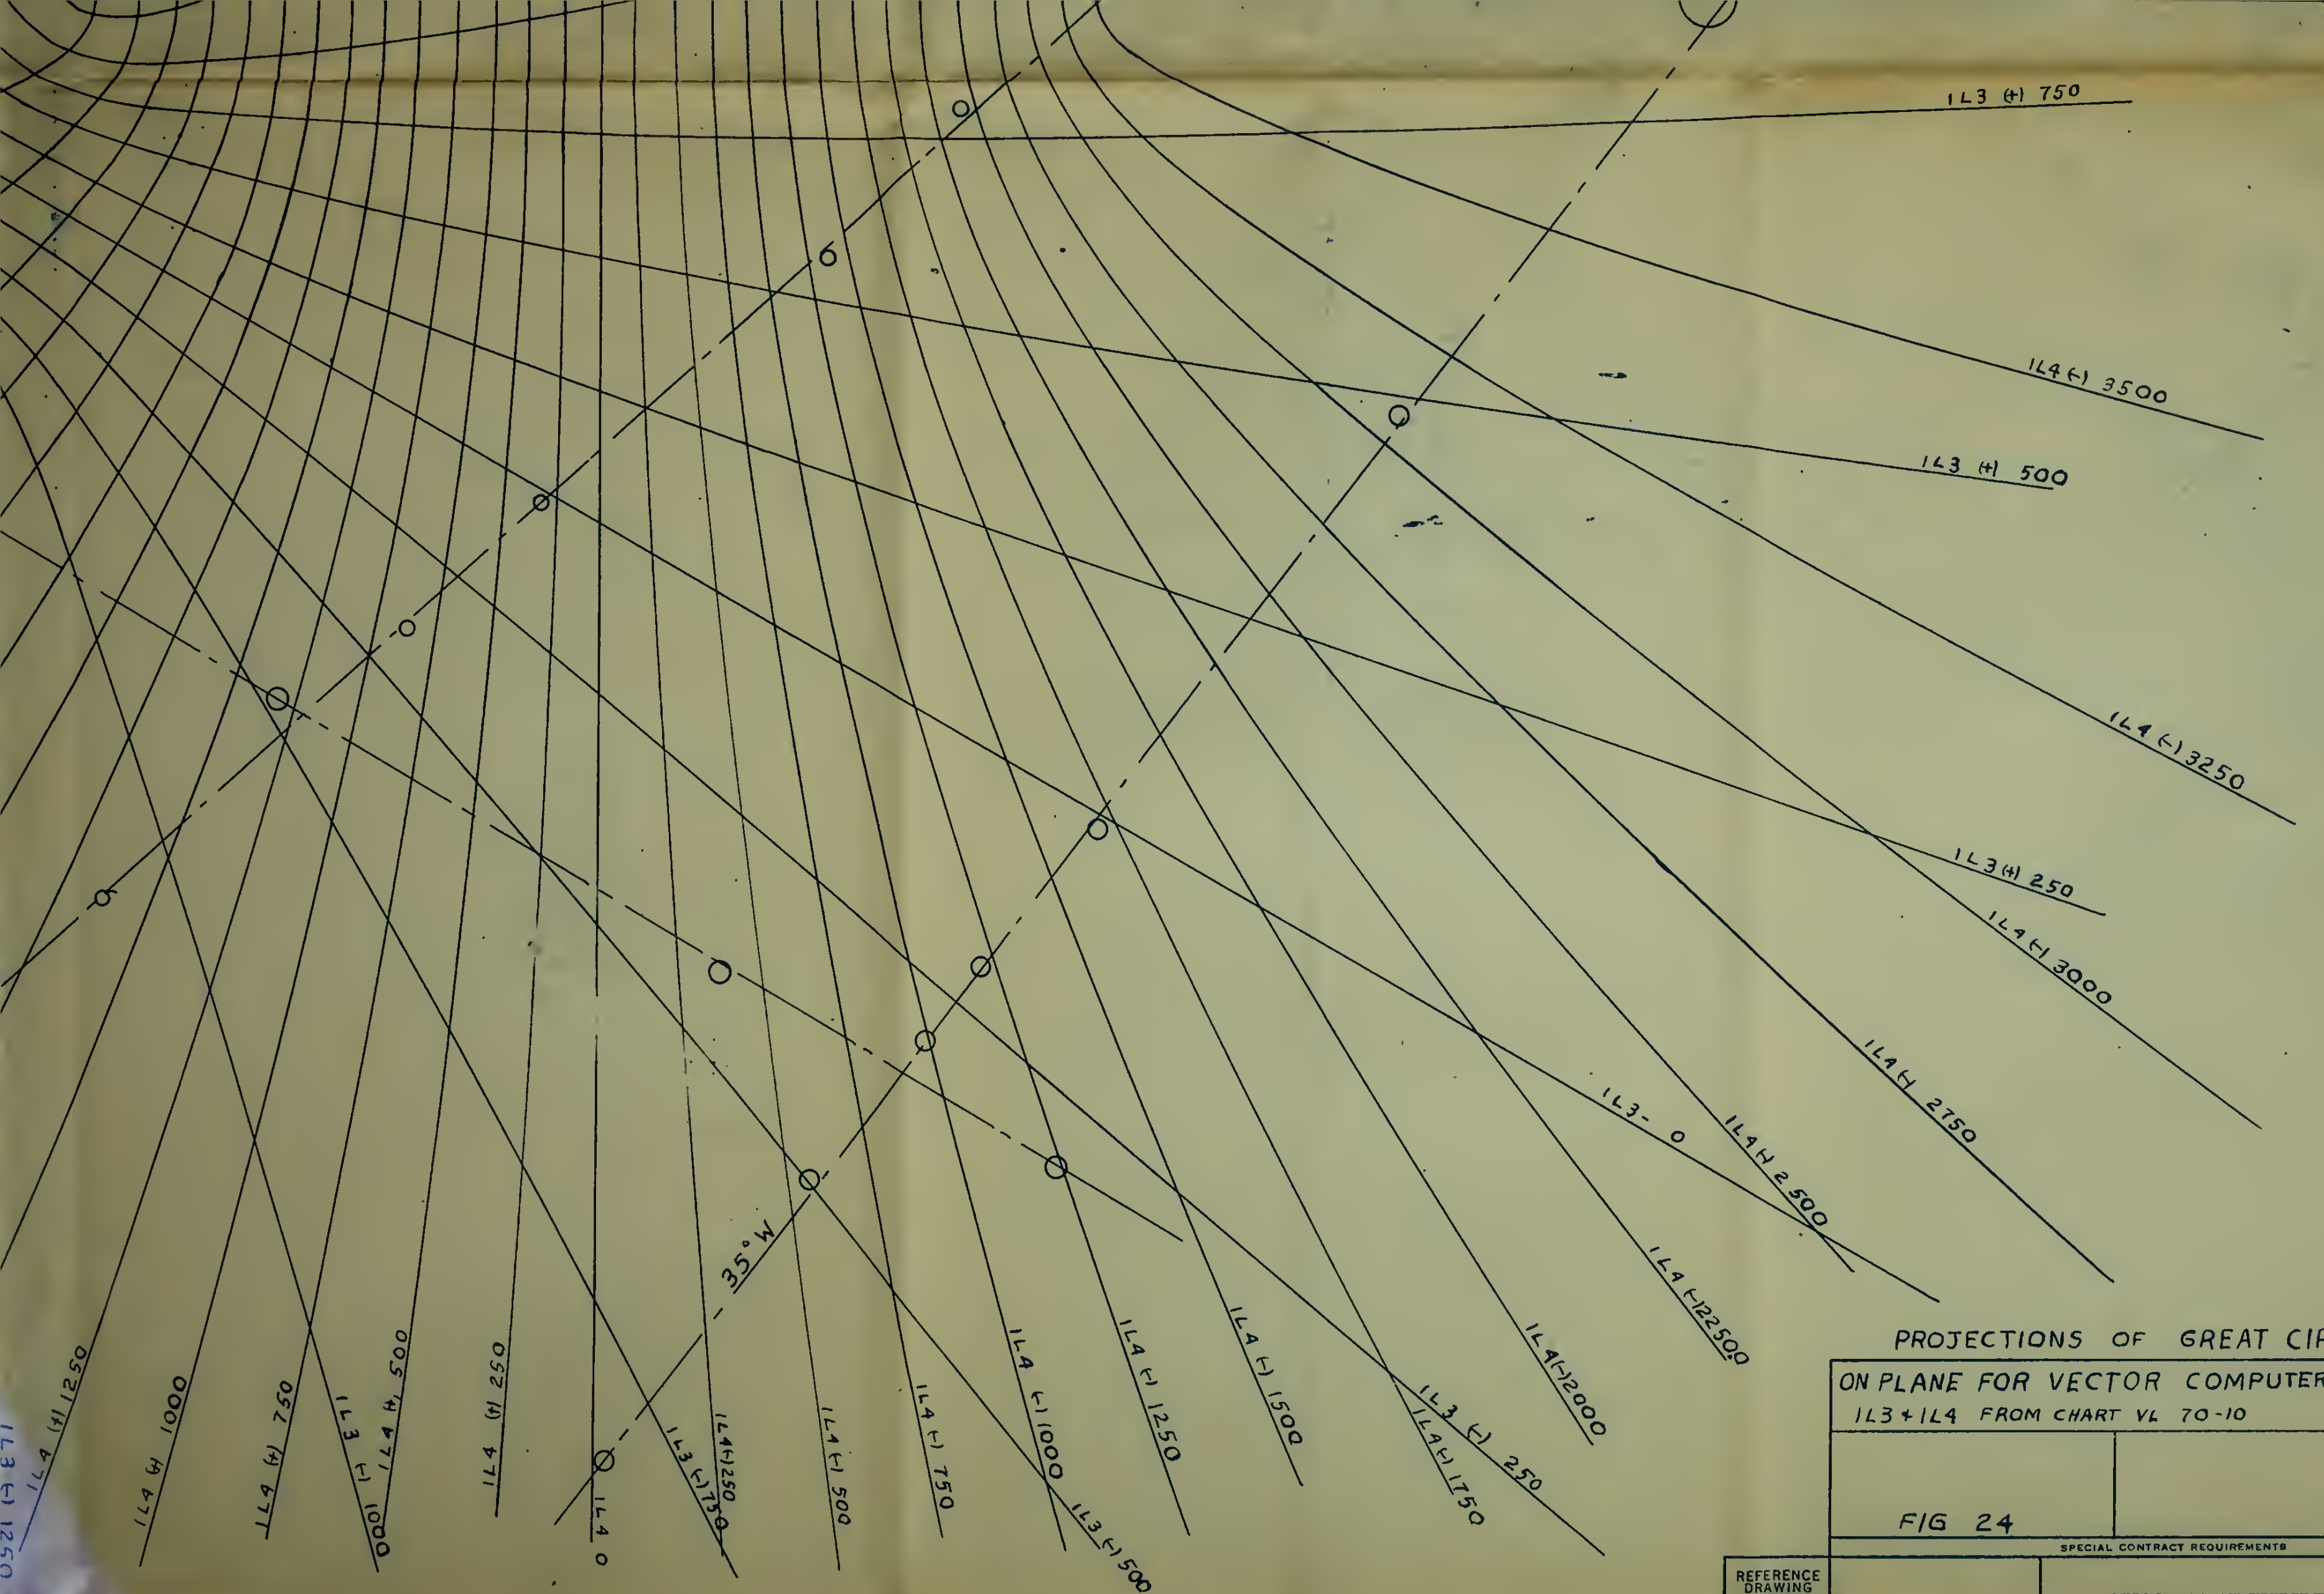 1L3 (+) 750
1L4 (-) 3500
1L3 (+) 500
1L4 (-) 3250
1L3 (+) 250
1L4 (-) 3000
1L4 (-) 2750
1L3- 0
1L4 (-) 2500
1L4 (-) 22500
35° W
1L4 (+) 1250
1L4 (+) 1000
1L4 (+) 750
1L3 (-) 1000
1L4 (+) 500
1L4 (+) 250
1L4 0
1L3 (-) 750
1L4 (-) 250
1L4 (-) 500
1L4 (-) 750
1L4 (-) 1000
1L3 (-) 500
1L4 (-) 1250
1L4 (-) 1500
1L4 (-) 1750
1L3 (-) 250
1L4 (-) 2000
1L3 (-) 1250
PROJECTIONS OF GREAT CIR
ON PLANE FOR VECTOR COMPUTER
1L3 + 1L4 FROM CHART VL 70-10
FIG 24
SPECIAL CONTRACT REQUIREMENTS
REFERENCE
DRAWING